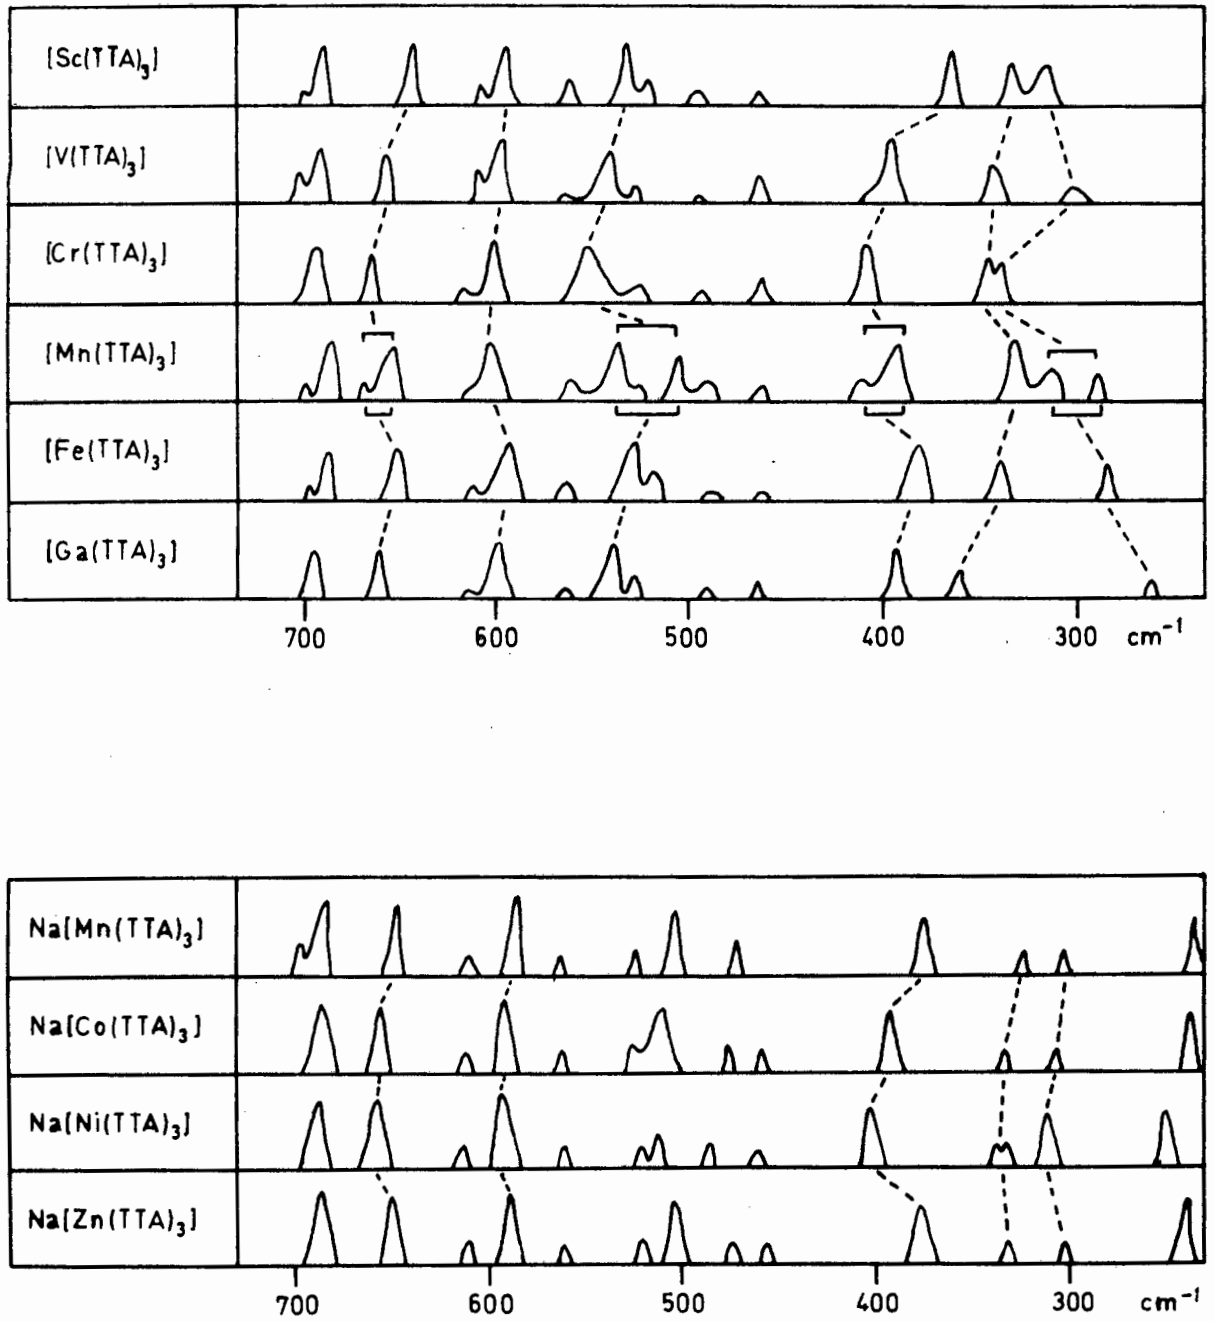 [Sc(TTA)3]
[V(TTA)3]
[Cr(TTA)3]
[Mn(TTA)3]
[Fe(TTA)3]
[Ga(TTA)3]
700 600 500 400 300 cm-1
Na[Mn(TTA)3]
Na[Co(TTA)3]
Na[Ni(TTA)3]
Na[Zn(TTA)3]
700 600 500 400 300 cm-1